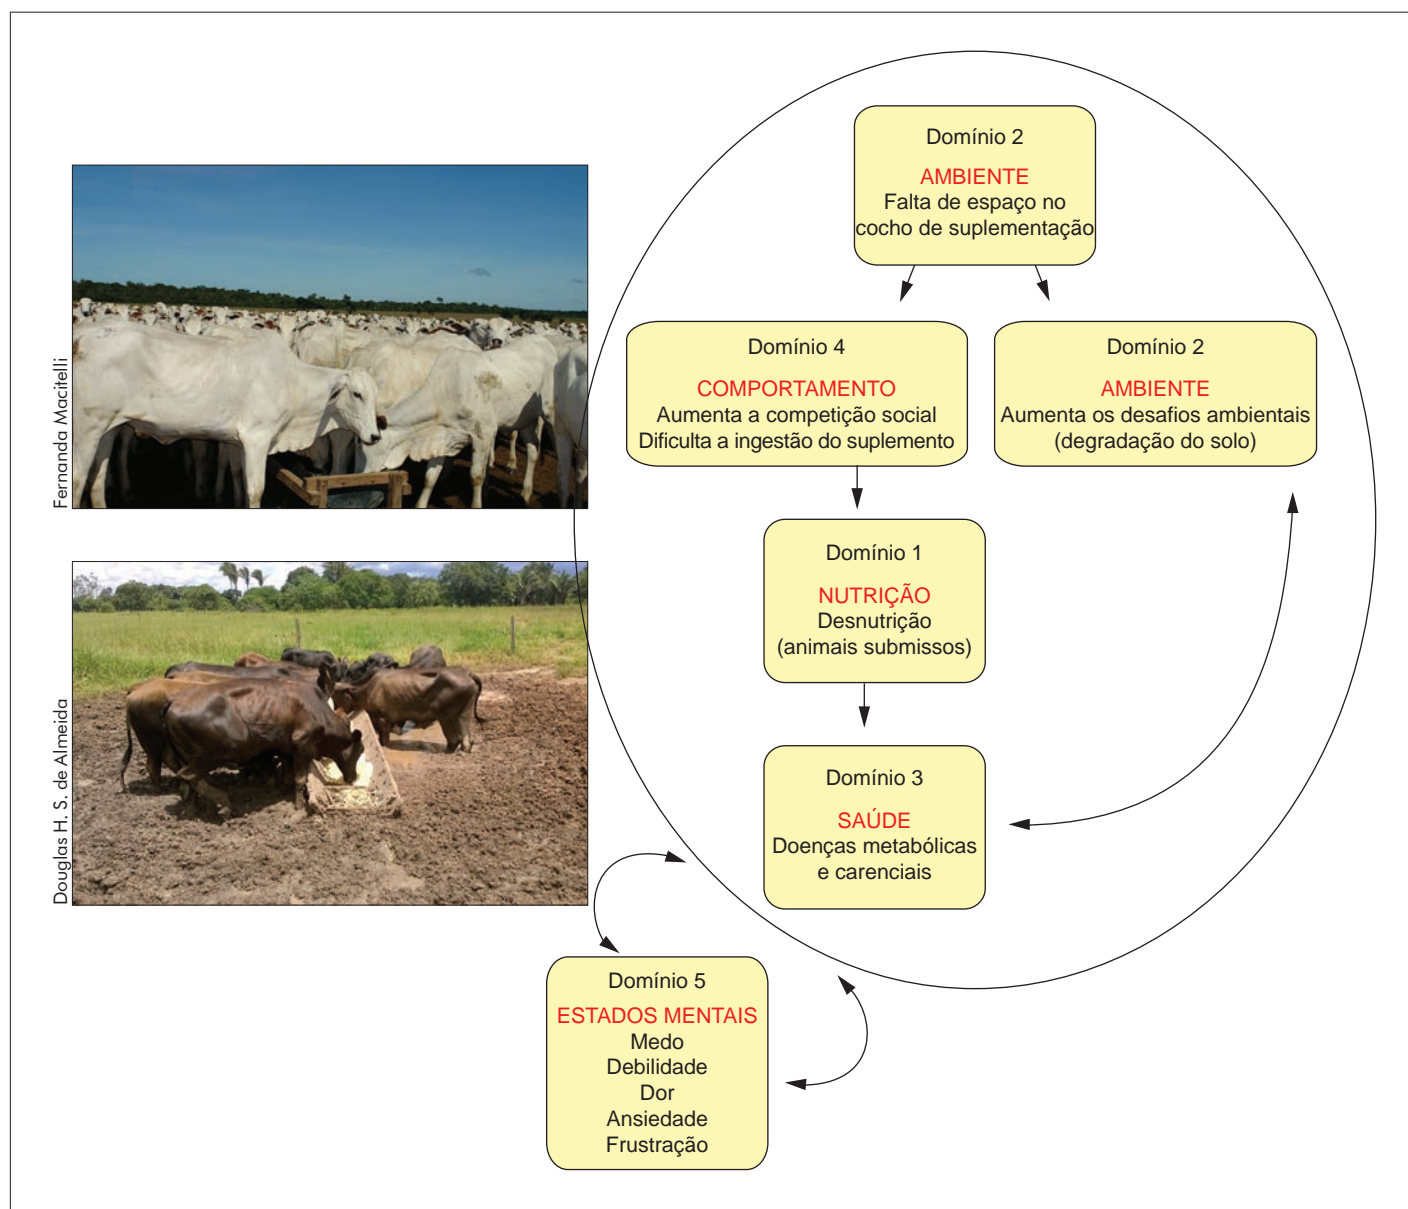 Domínio 2
AMBIENTE
Falta de espaço no
cocho de suplementação
Fernanda Macitelli
Domínio 4
COMPORTAMENTO
Aumenta a competição social
Dificulta a ingestão do suplemento
Domínio 2
AMBIENTE
Aumenta os desafios ambientais
(degradação do solo)
Domínio 1
NUTRIÇÃO
Desnutrição
(animais submissos)
Douglas H. S. de Almeida
Domínio 3
SAÚDE
Doenças metabólicas
e carenciais
Domínio 5
ESTADOS MENTAIS
Medo
Debilidade
Dor
Ansiedade
Frustração